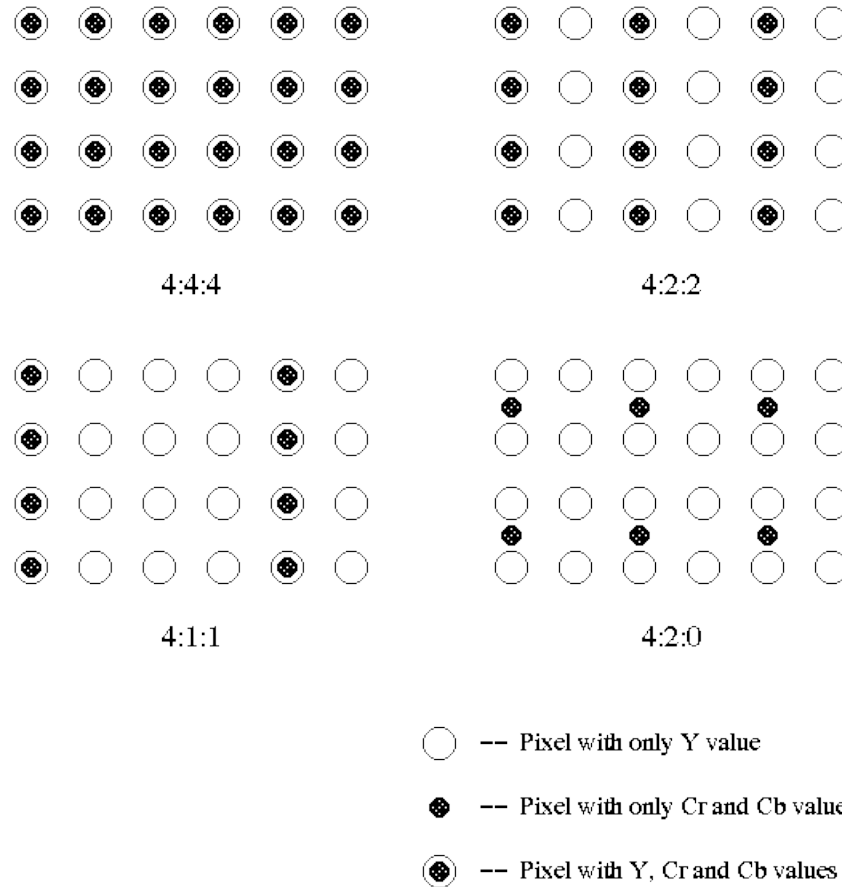 4:4:4
4:2:2
4:1:1
4:2:0
-- Pixel with only Y value
-- Pixel with only Cr and Cb value
-- Pixel with Y, Cr and Cb values